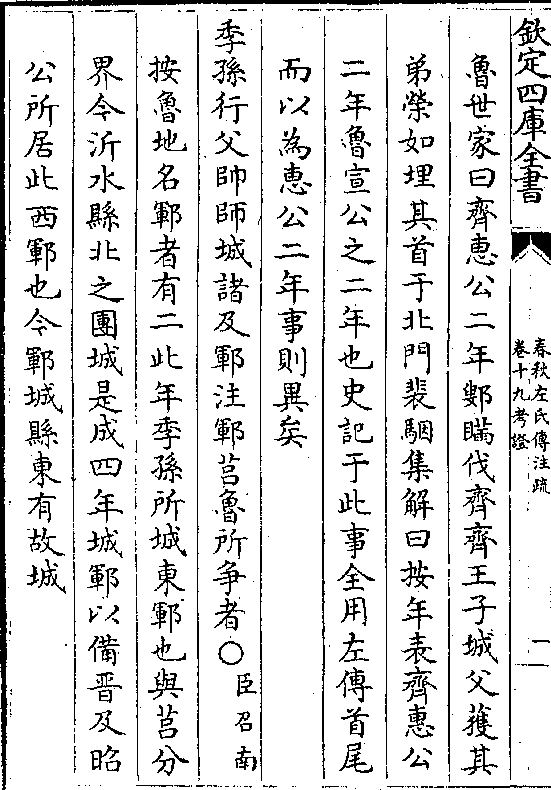 欽定四庫全書
春秋左氏傳注疏
卷十九考證
一
魯世家曰齊惠公二年鄋瞞伐齊齊王子城父獲其
弟榮如埋其首于北門裴駰集解曰按年表齊惠公
二年魯宣公之二年也史記于此事全用左傳首尾
而以為惠公二年事則異矣
季孫行父帥師城諸及鄆注鄆莒魯所爭者○臣召南
按魯地名鄆者有二此年季孫所城東鄆也與莒分
界今沂水縣北之團城是成四年城鄆以備晉及昭
公所居此西鄆也今鄆城縣東有故城